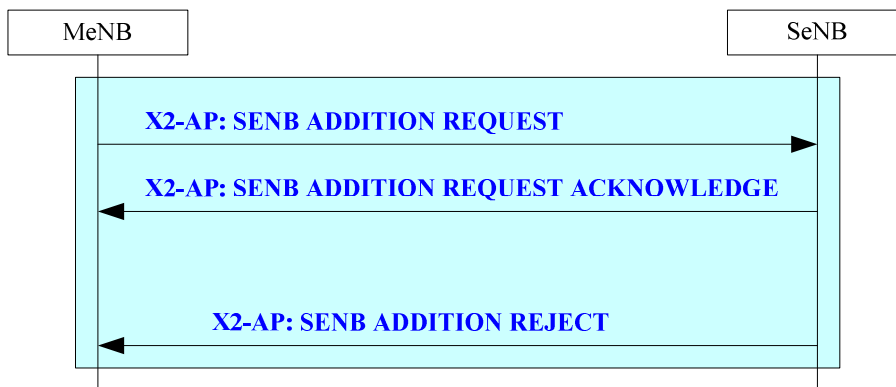 MeNB
SeNB
X2-AP: SENB ADDITION REQUEST
X2-AP: SENB ADDITION REQUEST ACKNOWLEDGE
X2-AP: SENB ADDITION REJECT